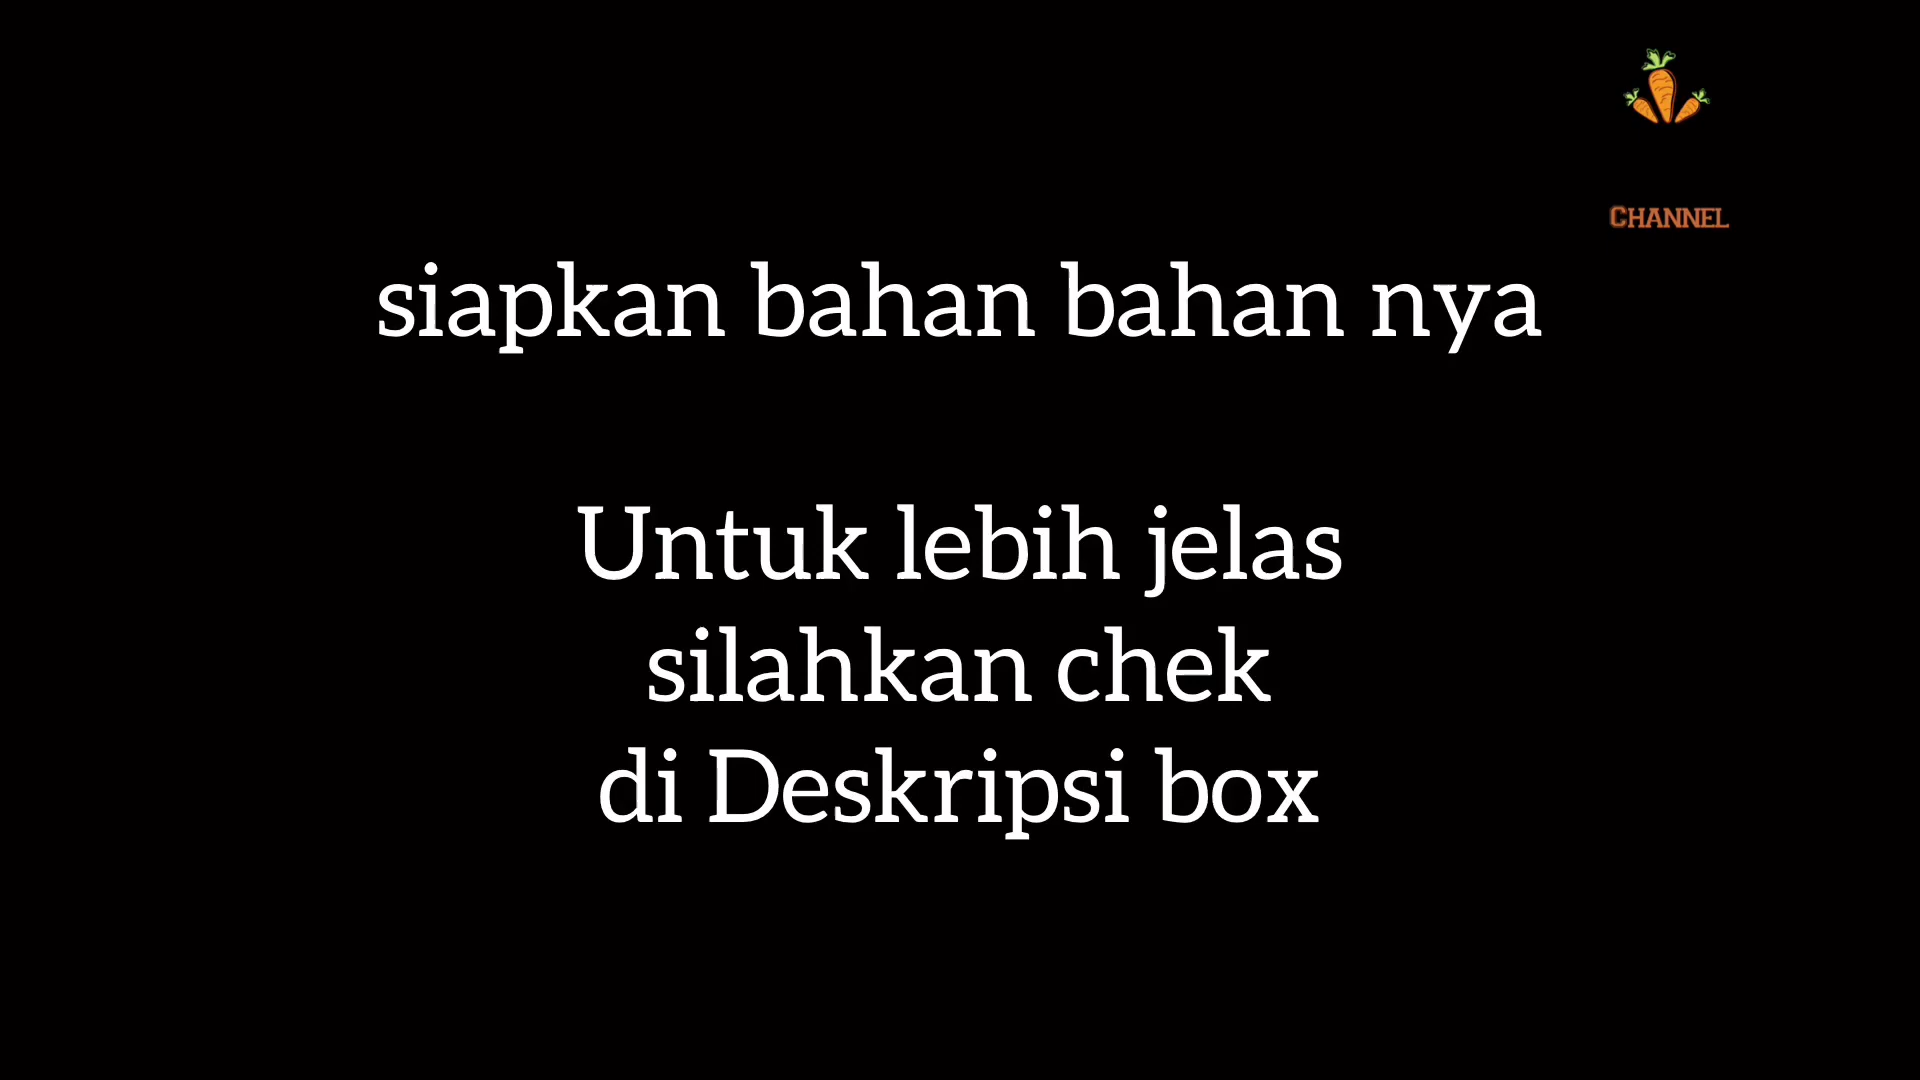 CHANNEL
siapkan bahan bahan nya
Untuk lebih jelas
silahkan chek
di Deskripsi box